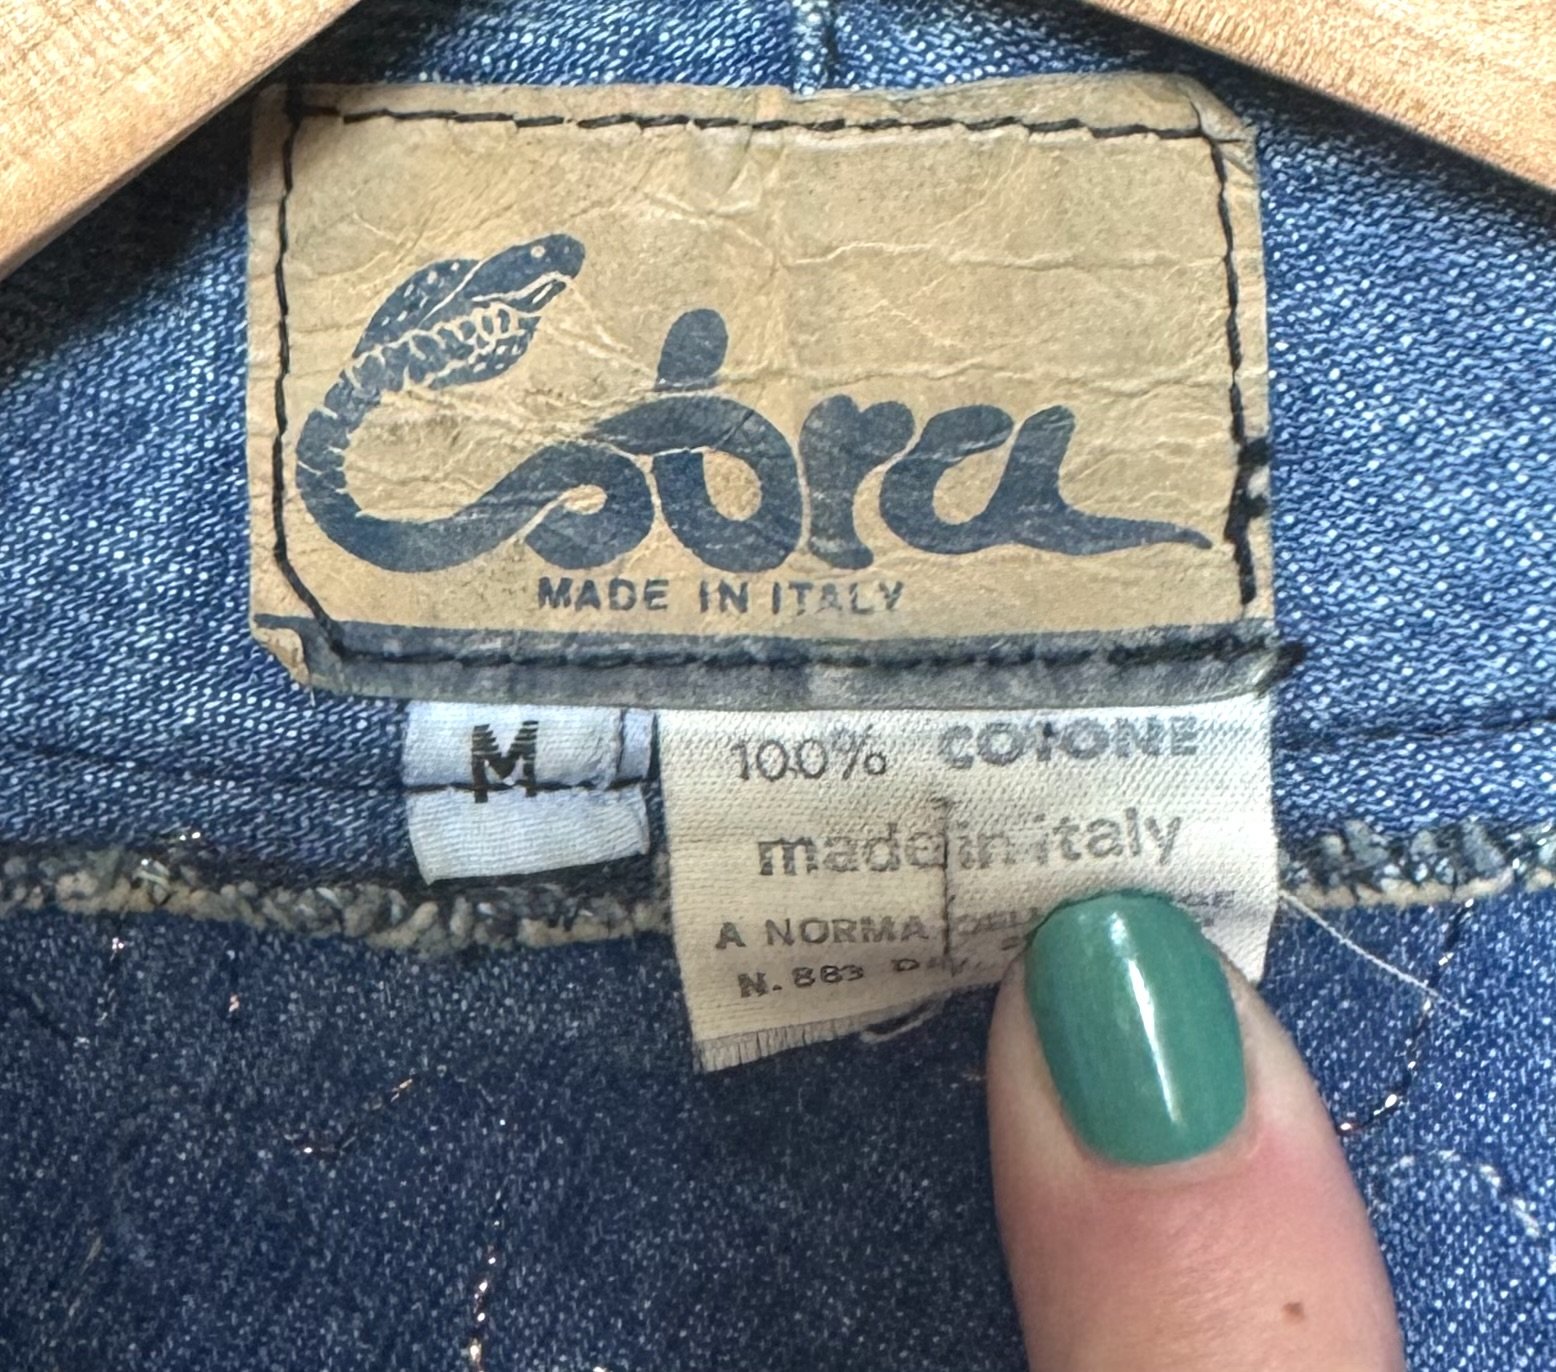 Cobra
MADE IN ITALY
M
100% COTONE
made in italy
A NORMA
N. 883